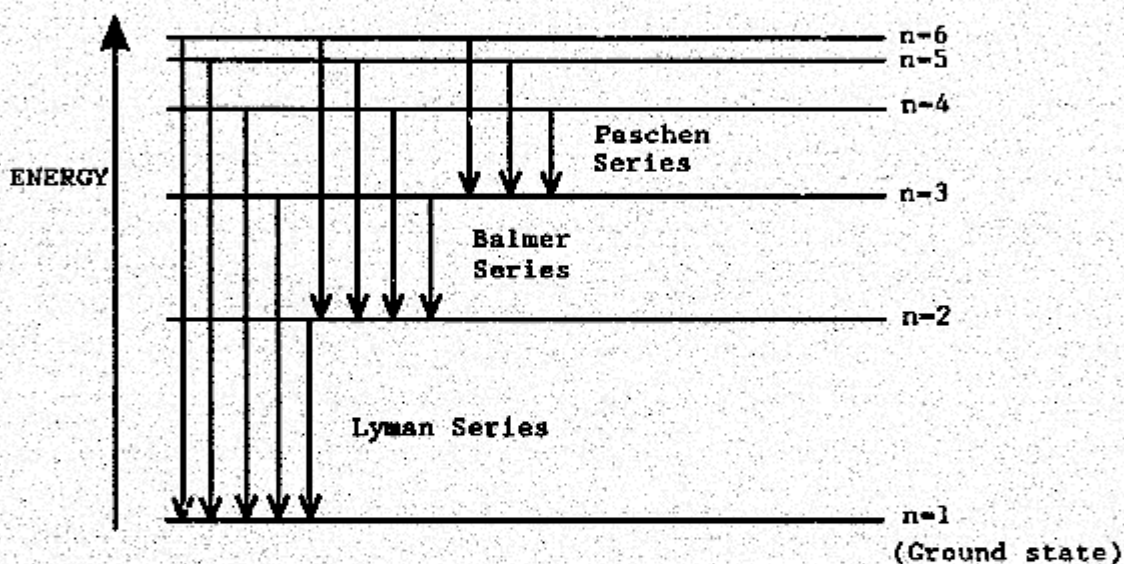 n=6
n=5
n=4
Paschen
Series
ENERGY
n=3
Balmer
Series
n=2
Lyman Series
n=1
(Ground state)